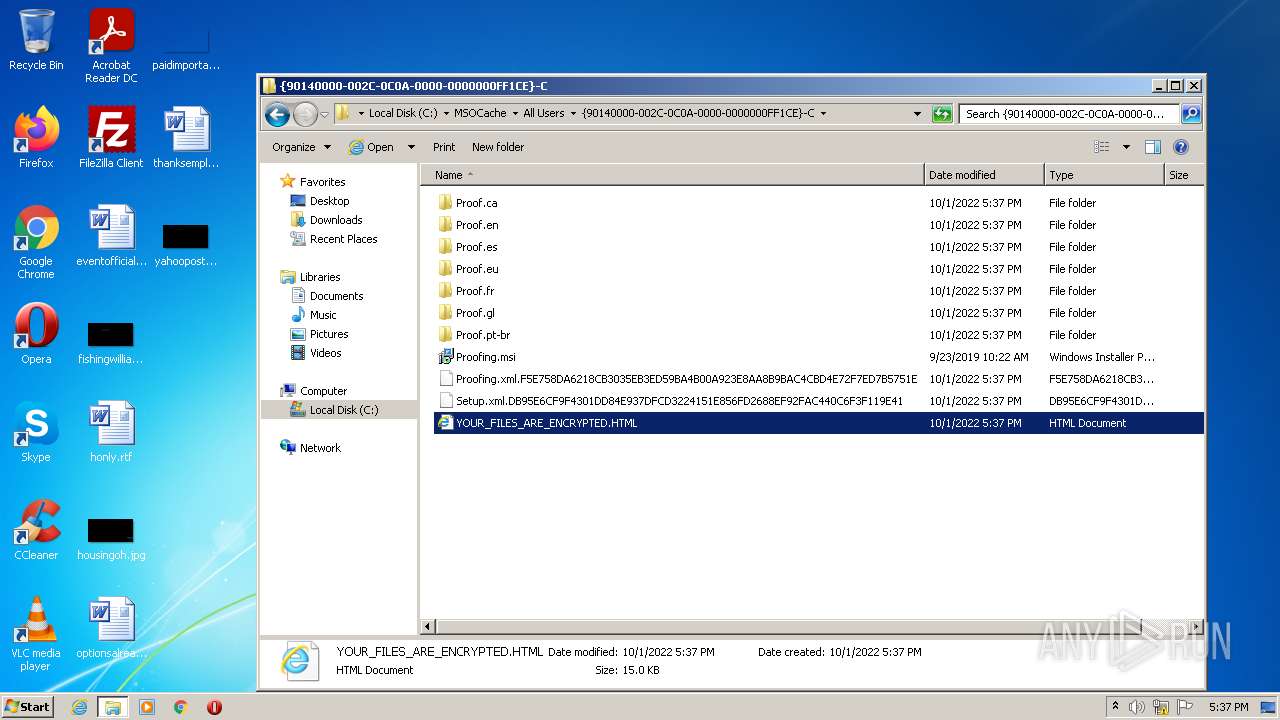 Recycle Bin
Acrobat
Reader DC
paidimporta...
Firefox
FileZilla Client
thanksempl...
Google
Chrome
eventofficial...
yahoopost...
Opera
fishingwillia...
Skype
honly.rtf
CCleaner
housingoh.jpg
VLC media
player
optionsalrea...
{90140000-002C-0C0A-0000-0000000FF1CE}-C
Local Disk (C:) MSOCache All Users {90140000-002C-0C0A-0000-0000000FF1CE}-C
Search {90140000-002C-0C0A-0000-0...
Organize Open Print New folder
Favorites
Desktop
Downloads
Recent Places
Libraries
Documents
Music
Pictures
Videos
Computer
Local Disk (C:)
Network
Name Date modified Type Size
Proof.ca 10/1/2022 5:37 PM File folder
Proof.en 10/1/2022 5:37 PM File folder
Proof.es 10/1/2022 5:37 PM File folder
Proof.eu 10/1/2022 5:37 PM File folder
Proof.fr 10/1/2022 5:37 PM File folder
Proof.gl 10/1/2022 5:37 PM File folder
Proof.pt-br 10/1/2022 5:37 PM File folder
Proofing.msi 9/23/2019 10:22 AM Windows Installer P...
Proofing.xml.F5E758DA6218CB3035EB3ED59BA4B00A923E8AA8B9BAC4CBD4E72F7ED7B5751E 10/1/2022 5:37 PM F5E758DA6218CB3...
Setup.xml.DB95E6CF9F4301DD84E937DFCD3224151E856FD2688EF92FAC440C6F3F119E41 10/1/2022 5:37 PM DB95E6CF9F4301D...
YOUR_FILES_ARE_ENCRYPTED.HTML 10/1/2022 5:37 PM HTML Document
YOUR_FILES_ARE_ENCRYPTED.HTML Date modified: 10/1/2022 5:37 PM Date created: 10/1/2022 5:37 PM
HTML Document Size: 15.0 KB
ANY RUN
Start
5:37 PM